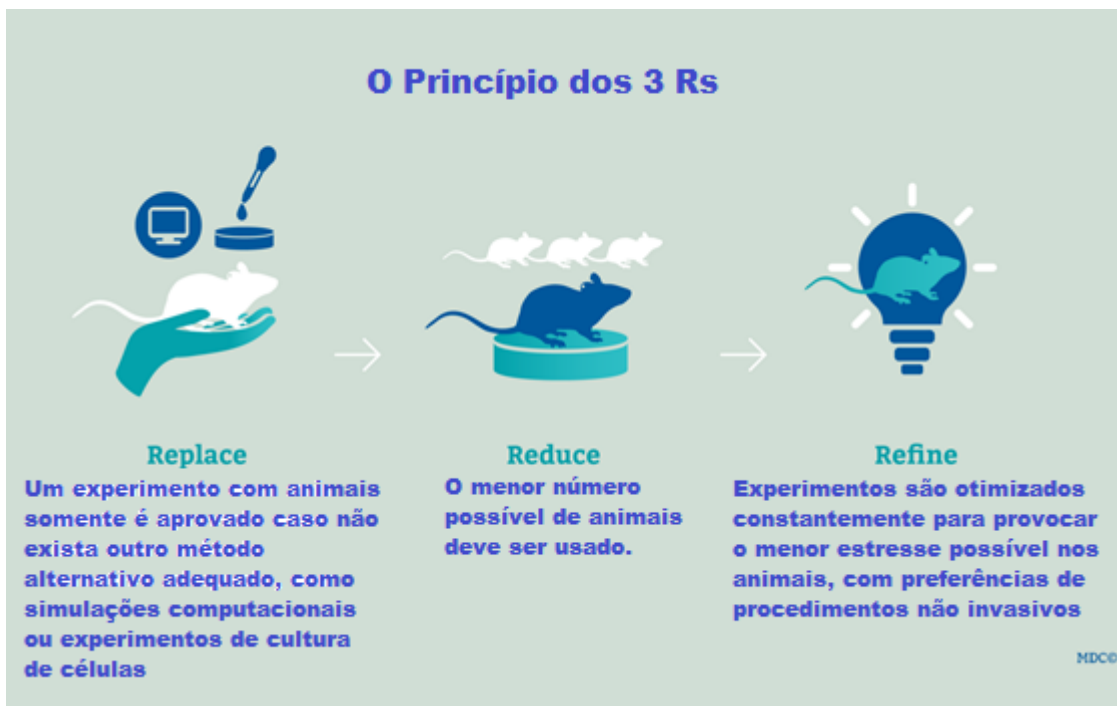 O Princípio dos 3 Rs
Replace
Um experimento com animais
somente é aprovado caso não
exista outro método
alternativo adequado, como
simulações computacionais
ou experimentos de cultura
de células
Reduce
O menor número
possível de animais
deve ser usado.
Refine
Experimentos são otimizados
constantemente para provocar
o menor estresse possível nos
animais, com preferências de
procedimentos não invasivos
MDC©